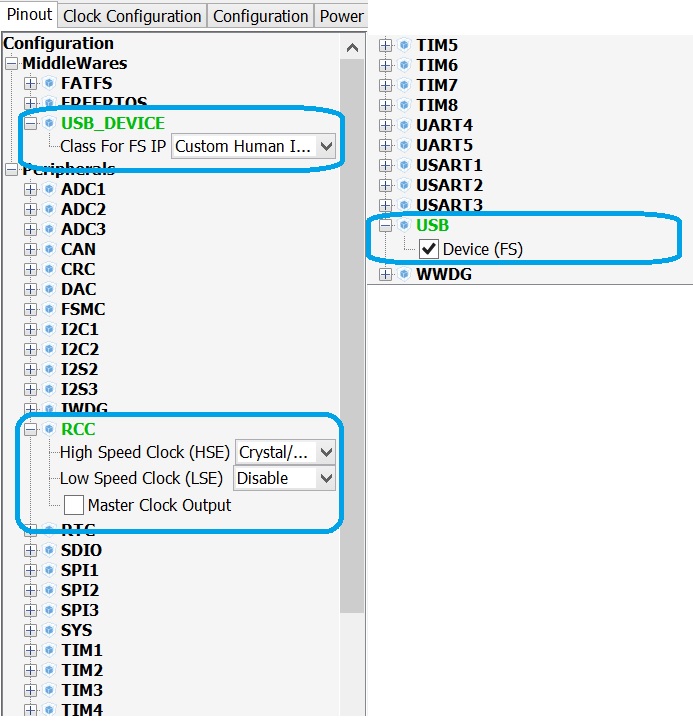 Pinout Clock Configuration Configuration Power
Configuration
MiddleWares
FATFS
FREERTOS
USB_DEVICE
Class For FS IP Custom Human I...
Peripherals
ADC1
ADC2
ADC3
CAN
CRC
DAC
FSMC
I2C1
I2C2
I2S2
I2S3
IWDG
RCC
High Speed Clock (HSE) Crystal/...
Low Speed Clock (LSE) Disable
Master Clock Output
RTC
SDIO
SPI1
SPI2
SPI3
SYS
TIM1
TIM2
TIM3
TIM4
TIM5
TIM6
TIM7
TIM8
UART4
UART5
USART1
USART2
USART3
USB
Device (FS)
WWDG